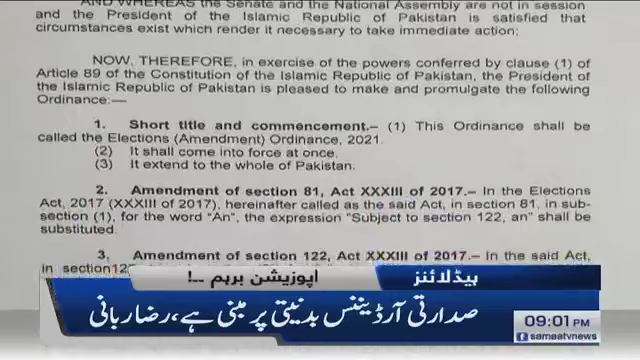 AND WHEREAS the Senate and the National Assembly are not in session
and the President of the Islamic Republic of Pakistan is satisfied that
circumstances exist which render it necessary to take immediate action;
NOW, THEREFORE, in exercise of the powers conferred by clause (1) of
Article 89 of the Constitution of the Islamic Republic of Pakistan, the President of
the Islamic Republic of Pakistan is pleased to make and promulgate the following
Ordinance:—
1. Short title and commencement.- (1) This Ordinance shall be
called the Elections (Amendment) Ordinance, 2021.
(2) It shall come into force at once.
(3) It extend to the whole of Pakistan.
2. Amendment of section 81, Act XXXIII of 2017.- In the Elections
Act, 2017 (XXXIII of 2017), hereinafter called as the said Act, in section 81, in sub-
section (1), for the word "An", the expression "Subject to section 122, an" shall be
substituted.
3. Amendment of section 122, Act XXXIII of 2017.- In the said Act,
in section
ہیڈلائنز
اپوزیشن برہم ..!
صدارتی آرڈیننس بدنیتی پر مبنی ہے، رضا ربانی
09:01 PM
samaatvnews